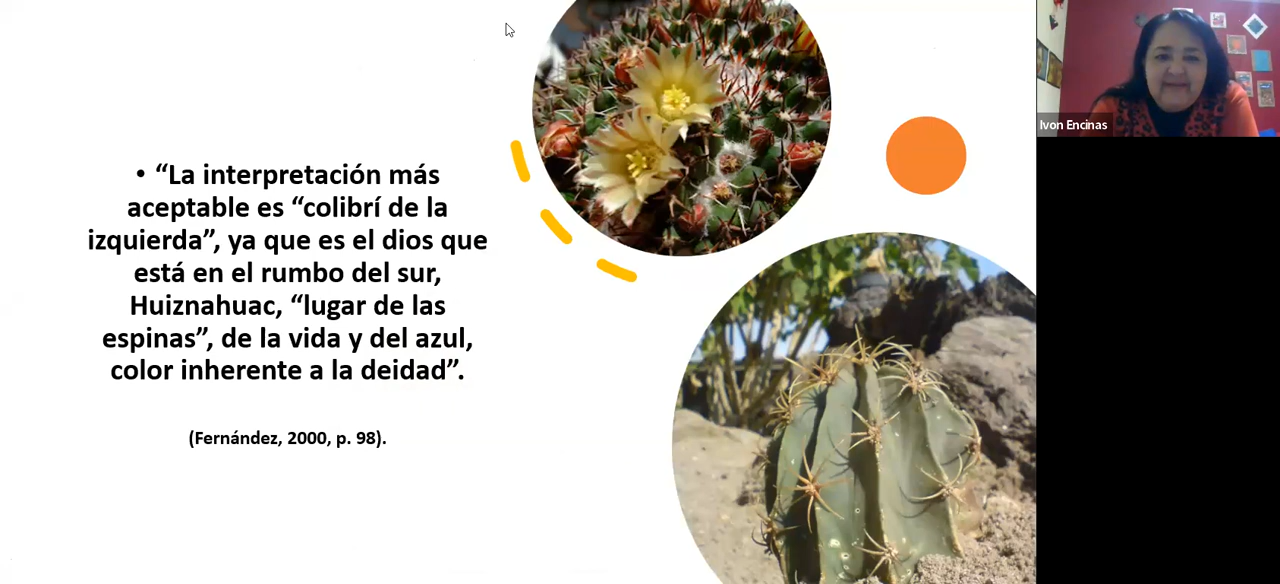 • “La interpretación más
aceptable es “colibrí de la
izquierda”, ya que es el dios que
está en el rumbo del sur,
Huiznahuac, “lugar de las
espinas”, de la vida y del azul,
color inherente a la deidad”.
(Fernández, 2000, p. 98).
Ivon Encinas